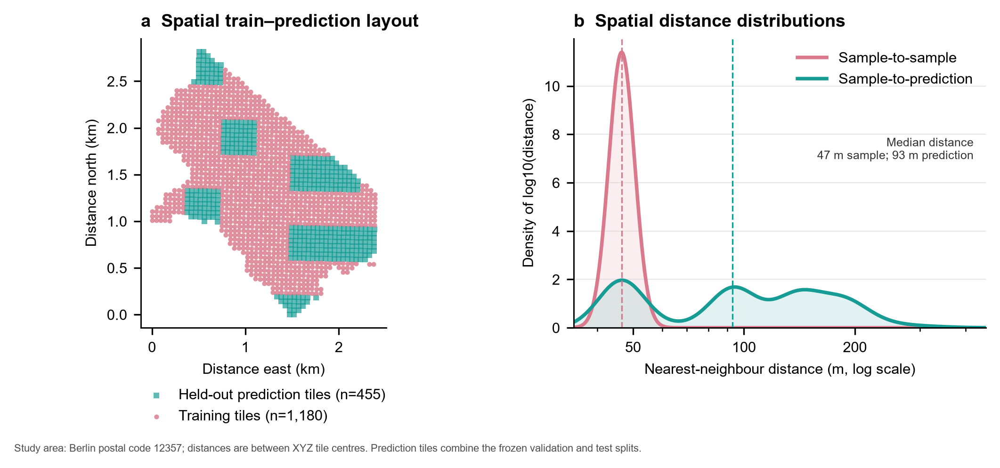 a Spatial train–prediction layout
Distance north (km)
2.5
2.0
1.5
1.0
0.5
0.0
0 1 2
Distance east (km)
Held-out prediction tiles (n=455)
Training tiles (n=1,180)
b Spatial distance distributions
Density of log10(distance)
10
8
6
4
2
0
Sample-to-sample
Sample-to-prediction
Median distance
47 m sample; 93 m prediction
50 100 200
Nearest-neighbour distance (m, log scale)
Study area: Berlin postal code 12357; distances are between XYZ tile centres. Prediction tiles combine the frozen validation and test splits.